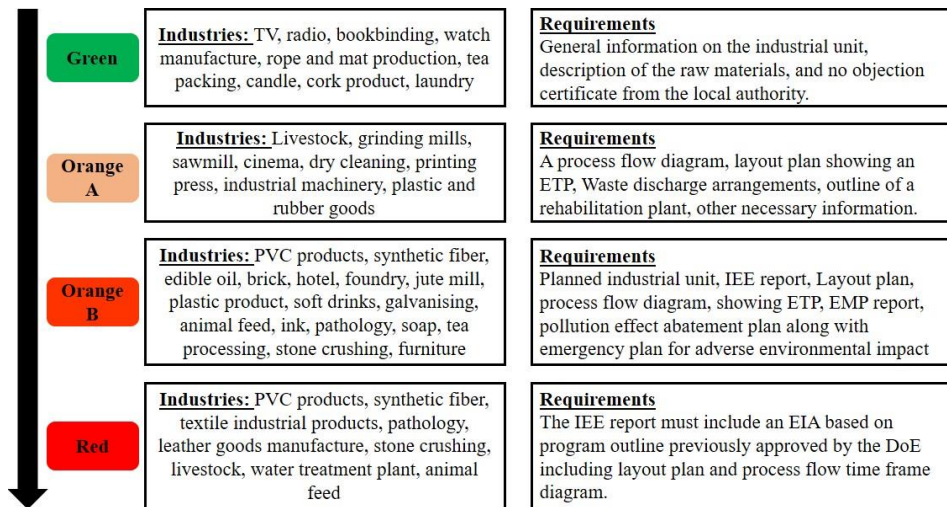 Green
Industries: TV, radio, bookbinding, watch
manufacture, rope and mat production, tea
packing, candle, cork product, laundry
Requirements
General information on the industrial unit,
description of the raw materials, and no objection
certificate from the local authority.
Orange
A
Industries: Livestock, grinding mills,
sawmill, cinema, dry cleaning, printing
press, industrial machinery, plastic and
rubber goods
Requirements
A process flow diagram, layout plan showing an
ETP, Waste discharge arrangements, outline of a
rehabilitation plant, other necessary information.
Orange
B
Industries: PVC products, synthetic fiber,
edible oil, brick, hotel, foundry, jute mill,
plastic product, soft drinks, galvanising,
animal feed, ink, pathology, soap, tea
processing, stone crushing, furniture
Requirements
Planned industrial unit, IEE report, Layout plan,
process flow diagram, showing ETP, EMP report,
pollution effect abatement plan along with
emergency plan for adverse environmental impact
Red
Industries: PVC products, synthetic fiber,
textile industrial products, pathology,
leather goods manufacture, stone crushing,
livestock, water treatment plant, animal
feed
Requirements
The IEE report must include an EIA based on
program outline previously approved by the DoE
including layout plan and process flow time frame
diagram.